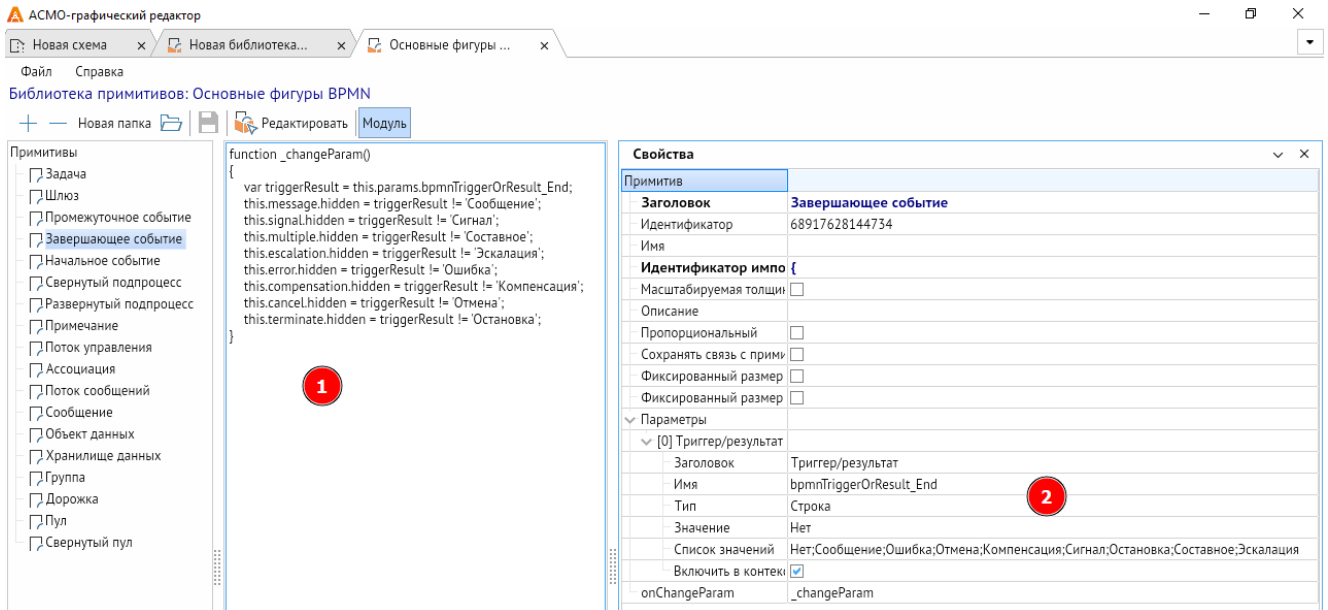 АСМО-графический редактор
Новая схема
Новая библиотека...
Основные фигуры ...
Файл Справка
Библиотека примитивов: Основные фигуры BPMN
Новая папка Редактировать Модуль
Примитивы
Задача
Шлюз
Промежуточное событие
Завершающее событие
Начальное событие
Свернутый подпроцесс
Развернутый подпроцесс
Примечание
Поток управления
Ассоциация
Поток сообщений
Сообщение
Объект данных
Хранилище данных
Группа
Дорожка
Пул
Свернутый пул
function _changeParam()
{
var triggerResult = this.params.bpmnTriggerOrResult_End;
this.message.hidden = triggerResult != 'Сообщение';
this.signal.hidden = triggerResult != 'Сигнал';
this.multiple.hidden = triggerResult != 'Составное';
this.escalation.hidden = triggerResult != 'Эскалация';
this.error.hidden = triggerResult != 'Ошибка';
this.compensation.hidden = triggerResult != 'Компенсация';
this.cancel.hidden = triggerResult != 'Отмена';
this.terminate.hidden = triggerResult != 'Остановка';
}
1
Свойства
Примитив
Заголовок Завершающее событие
Идентификатор 68917628144734
Имя
Идентификатор импо {
Масштабируемая толщин
Описание
Пропорциональный
Сохранять связь с прими
Фиксированный размер
Фиксированный размер
Параметры
[0] Триггер/результат
Заголовок Триггер/результат
Имя bpmnTriggerOrResult_End
Тип Строка
Значение Нет
Список значений Нет;Сообщение;Ошибка;Отмена;Компенсация;Сигнал;Остановка;Составное;Эскалация
Включить в контек
onChangeParam _changeParam
2